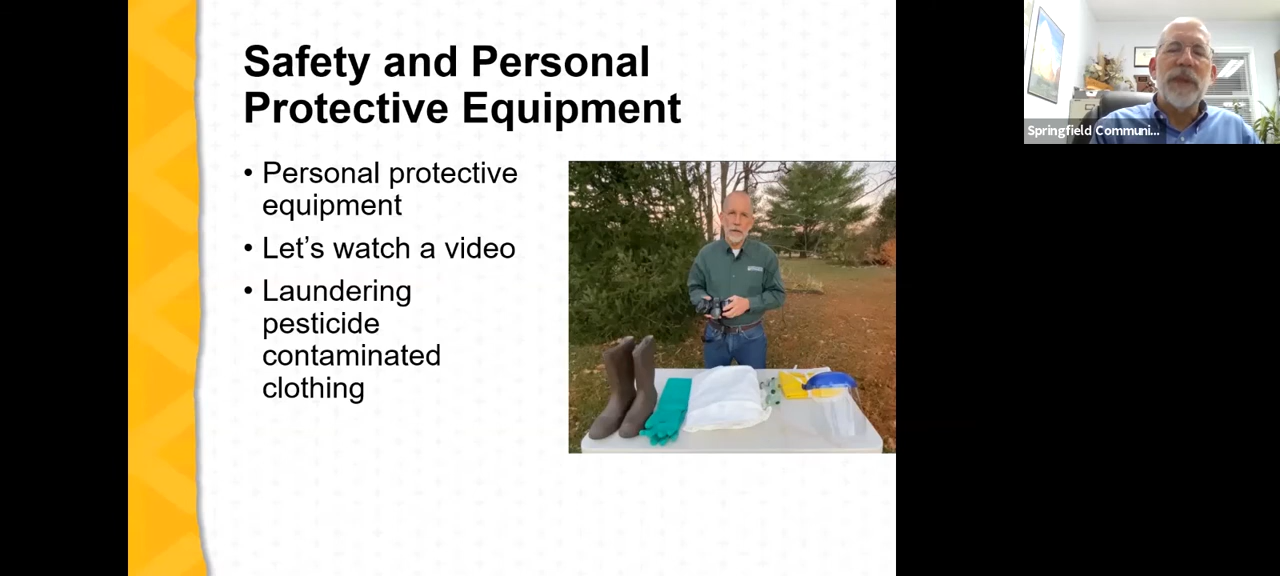 Safety and Personal
Protective Equipment
• Personal protective
equipment
• Let's watch a video
• Laundering
pesticide
contaminated
clothing
Springfield Communi...